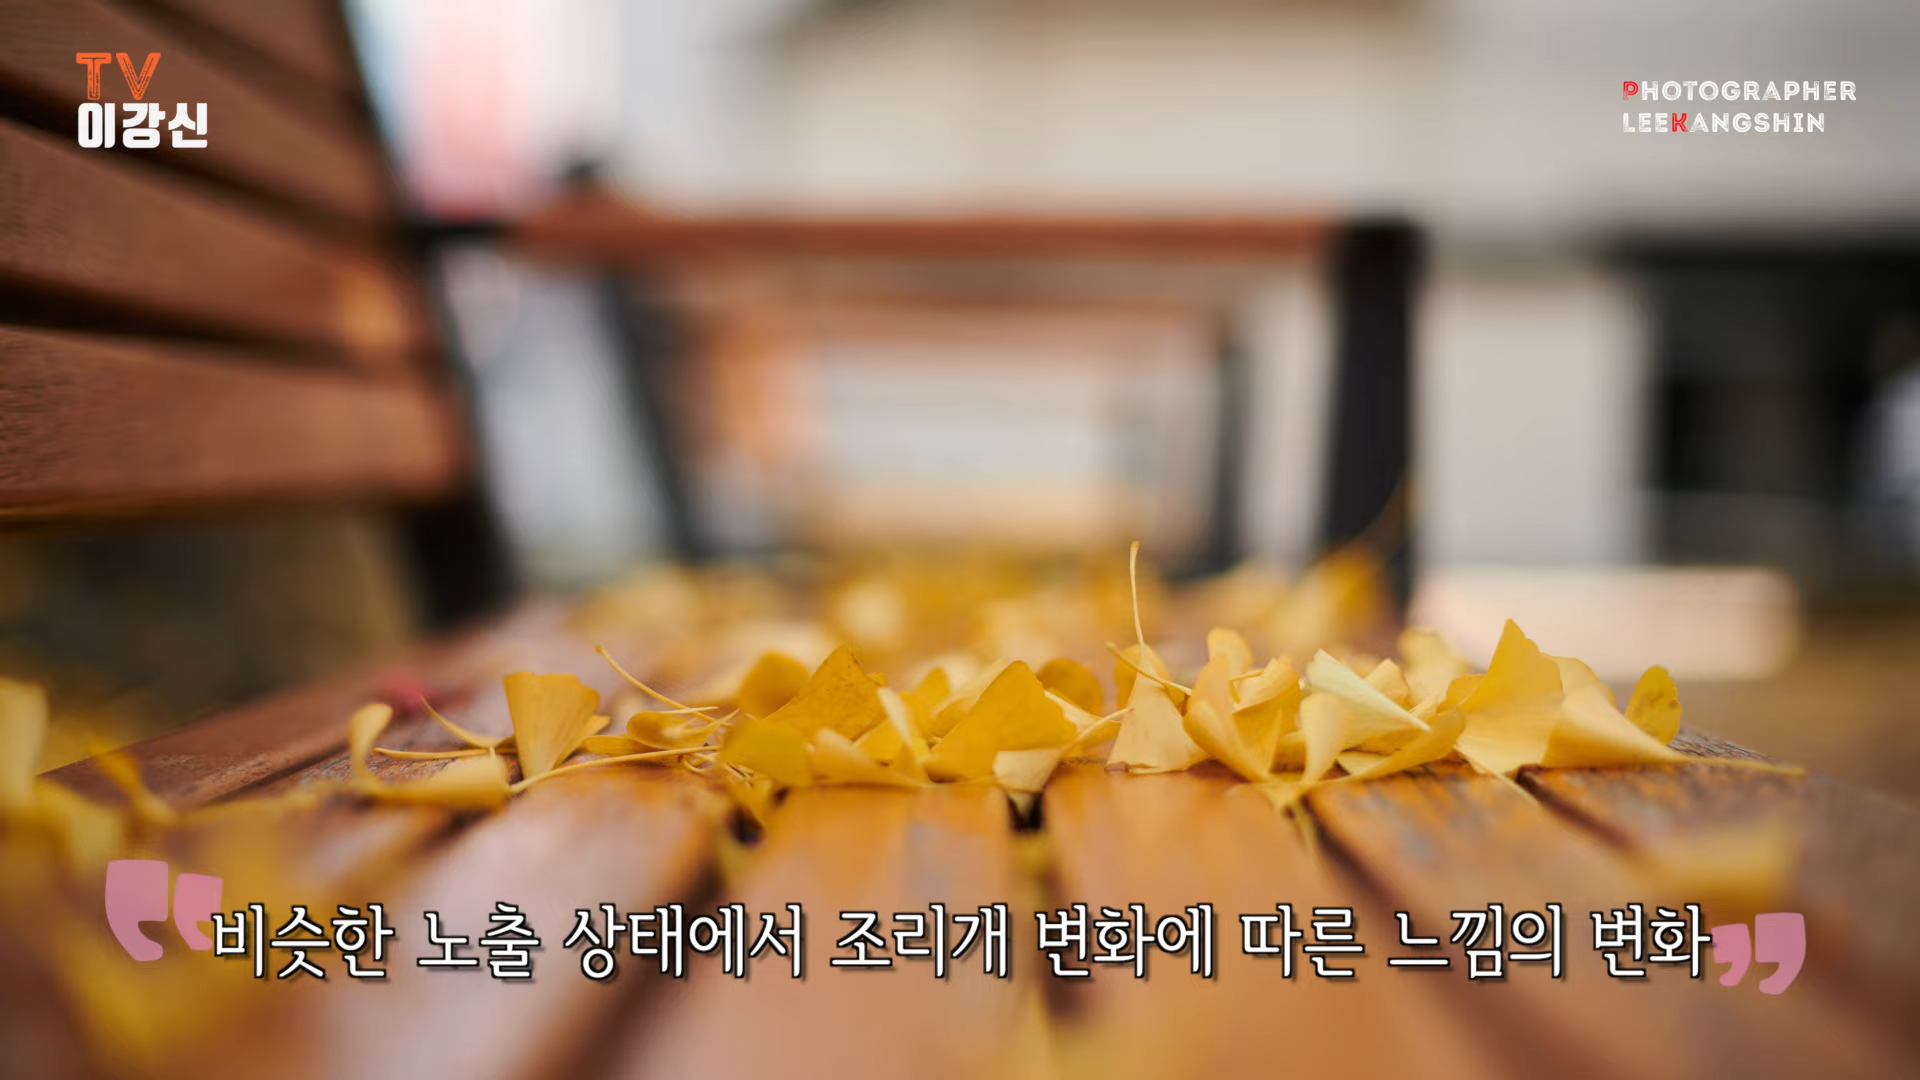 TV
이강신
PHOTOGRAPHER
LEEKANGSHIN
비슷한 노출 상태에서 조리개 변화에 따른 느낌의 변화